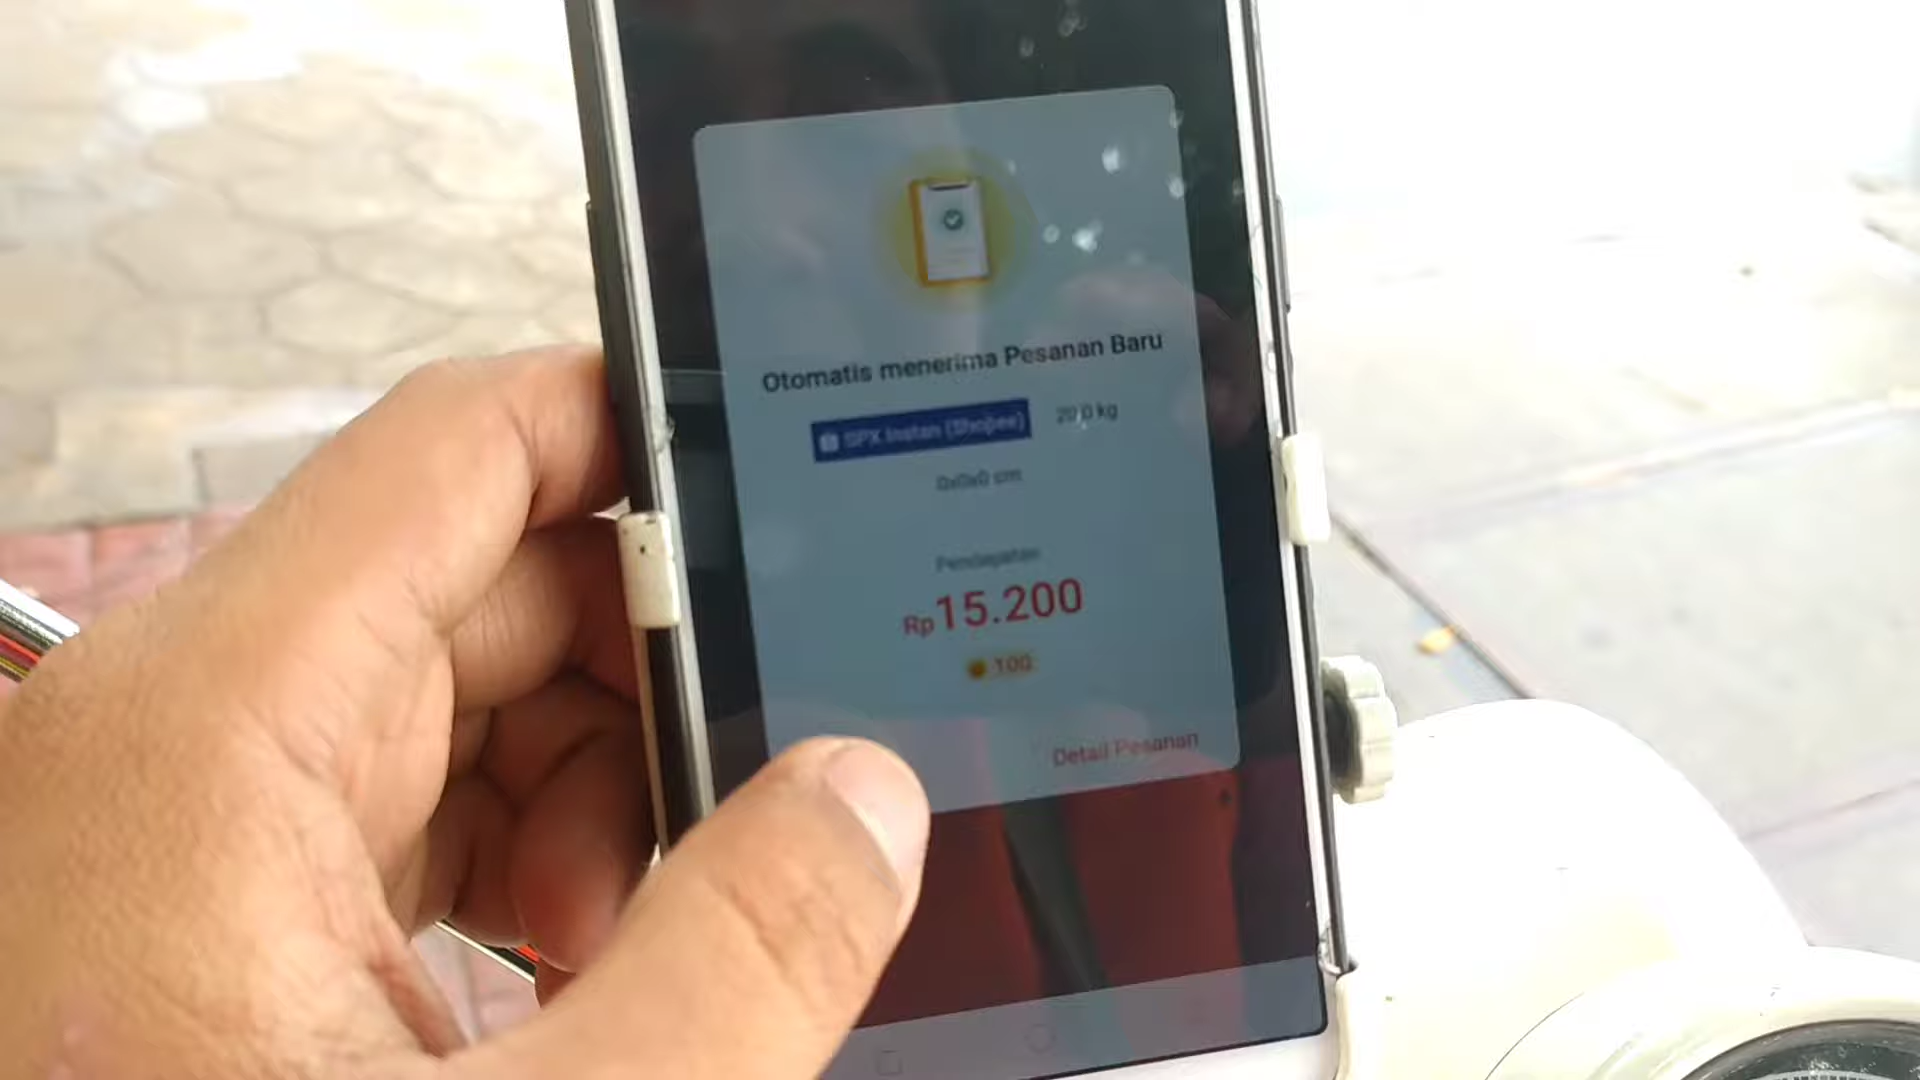 Otomatis menerima Pesanan Baru
SPX Instan (Shopee) 20.0 kg
0x0x0 cm
Pendapatan
Rp15.200
100
Detail Pesanan